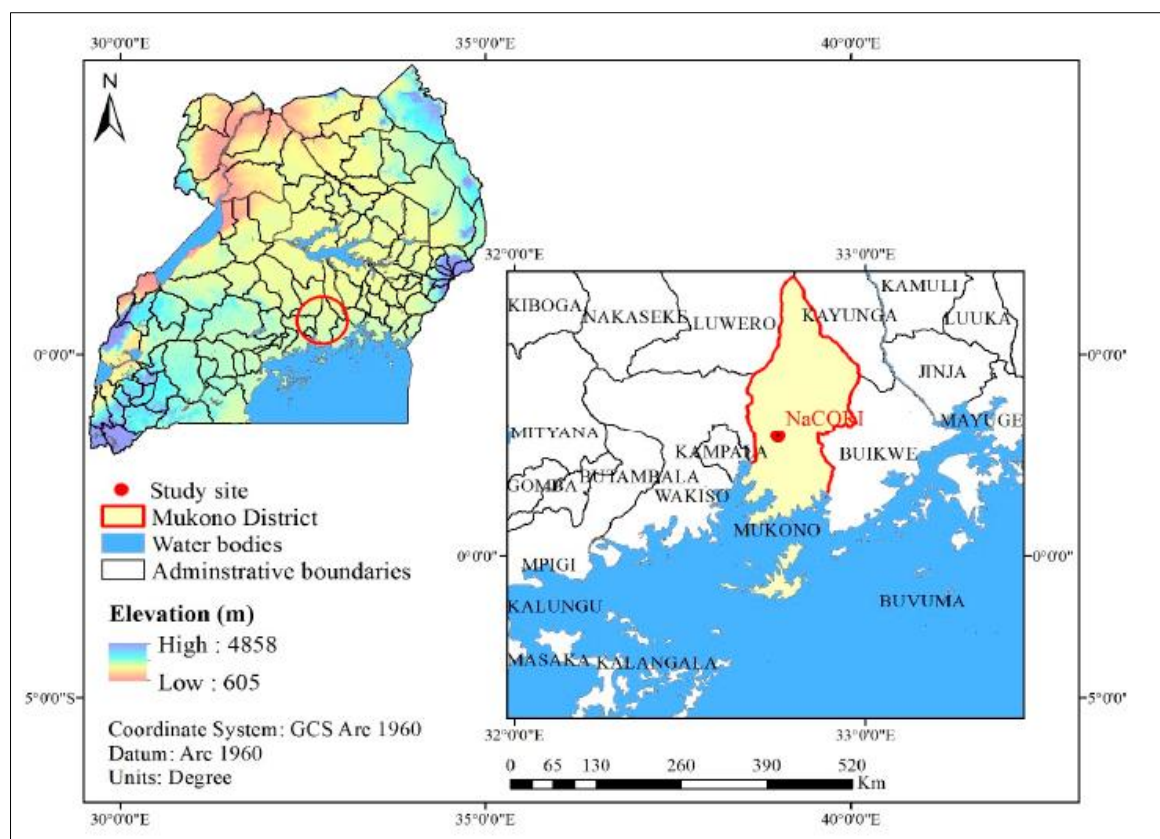 30°0'0"E 35°0'0"E 40°0'0"E
N
0°0'0" 0°0'0"
32°0'0"E 33°0'0"E
KAMULI
KIBOGA NAKASEKE LUWERO KAYUNGA LUUKA
JINJA
MAYUGE
NaCORI
MITYANA KAMPALA BUIKWE
GOMBA BUTAMBALA
WAKISO
MUKONO
0°0'0" 0°0'0"
MPIGI
BUVUMA
KALUNGU
MASAKA KALANGALA
32°0'0"E 33°0'0"E
Study site
Mukono District
Water bodies
Adminstrative boundaries
Elevation (m)
High : 4858
Low : 605
5°0'0"S 5°0'0"
Coordinate System: GCS Arc 1960
Datum: Arc 1960
Units: Degree
0 65 130 260 390 520
Km
30°0'0"E 35°0'0"E 40°0'0"E